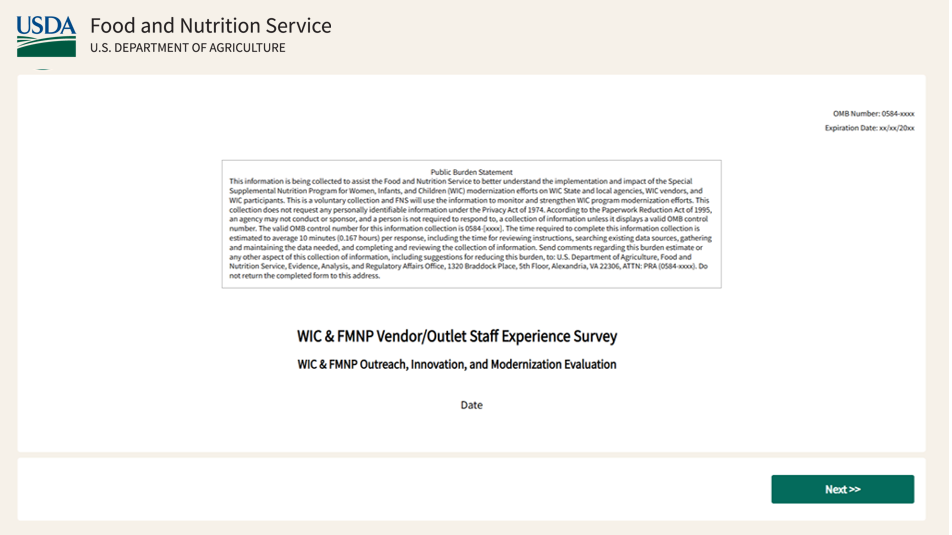 USDA
Food and Nutrition Service
U.S. DEPARTMENT OF AGRICULTURE
OMB Number: 0584-xxxx
Expiration Date: xx/xx/20xx
Public Burden Statement
This information is being collected to assist the Food and Nutrition Service to better understand the implementation and impact of the Special
Supplemental Nutrition Program for Women, Infants, and Children (WIC) modernization efforts on WIC State and local agencies, WIC vendors, and
WIC participants. This is a voluntary collection and FNS will use the information to monitor and strengthen WIC program modernization efforts. This
collection does not request any personally identifiable information under the Privacy Act of 1974. According to the Paperwork Reduction Act of 1995,
an agency may not conduct or sponsor, and a person is not required to respond to, a collection of information unless it displays a valid OMB control
number. The valid OMB control number for this information collection is 0584-[xxxx]. The time required to complete this information collection is
estimated to average 10 minutes (0.167 hours) per response, including the time for reviewing instructions, searching existing data sources, gathering
and maintaining the data needed, and completing and reviewing the collection of information. Send comments regarding this burden estimate or
any other aspect of this collection of information, including suggestions for reducing this burden, to: U.S. Department of Agriculture, Food and
Nutrition Service, Evidence, Analysis, and Regulatory Affairs Office, 1320 Braddock Place, 5th Floor, Alexandria, VA 22306, ATTN: PRA (0584-xxxx). Do
not return the completed form to this address.
WIC & FMNP Vendor/Outlet Staff Experience Survey
WIC & FMNP Outreach, Innovation, and Modernization Evaluation
Date
Next >>